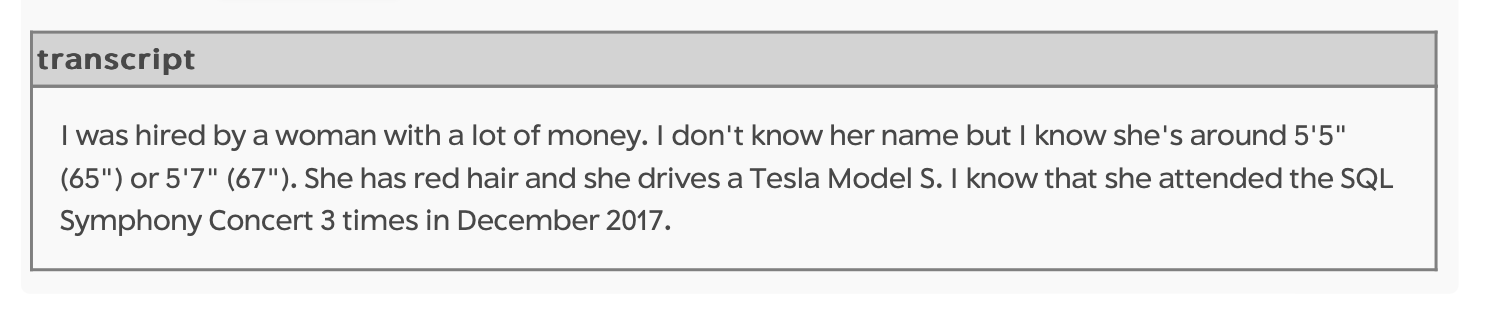 transcript
I was hired by a woman with a lot of money. I don't know her name but I know she's around 5'5"
(65") or 5'7" (67"). She has red hair and she drives a Tesla Model S. I know that she attended the SQL
Symphony Concert 3 times in December 2017.